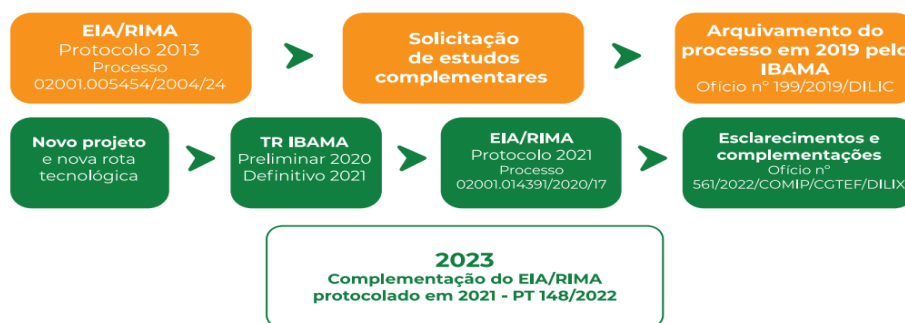 EIA/RIMA
Protocolo 2013
Processo
02001.005454/2004/24
Solicitação
de estudos
complementares
Arquivamento do
processo em 2019 pelo
IBAMA
Ofício nº 199/2019/DILIC
Novo projeto
e nova rota
tecnológica
TR IBAMA
Preliminar 2020
Definitivo 2021
EIA/RIMA
Protocolo 2021
Processo
02001.014391/2020/17
Esclarecimentos e
complementações
Ofício nº
561/2022/COMIP/CGTEF/DILIX
2023
Complementação do EIA/RIMA
protocolado em 2021 - PT 148/2022